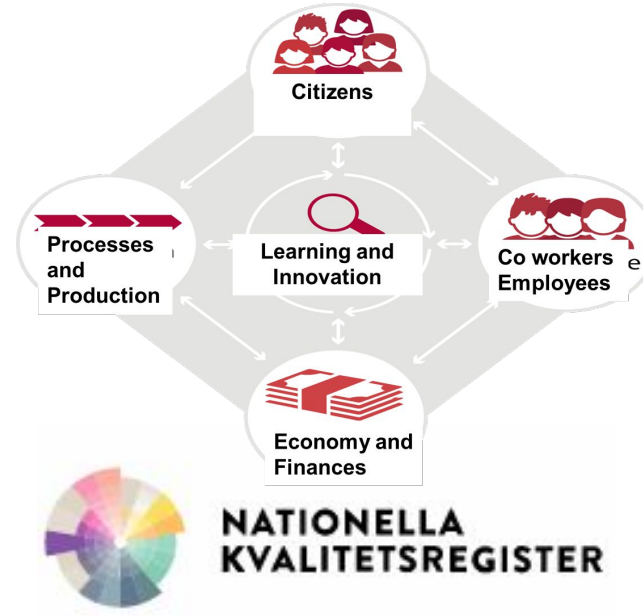 Citizens
Processes
and
Production
Learning and
Innovation
Co workers
e
Employees
Economy and
Finances
NATIONELLA
KVALITETSREGISTER